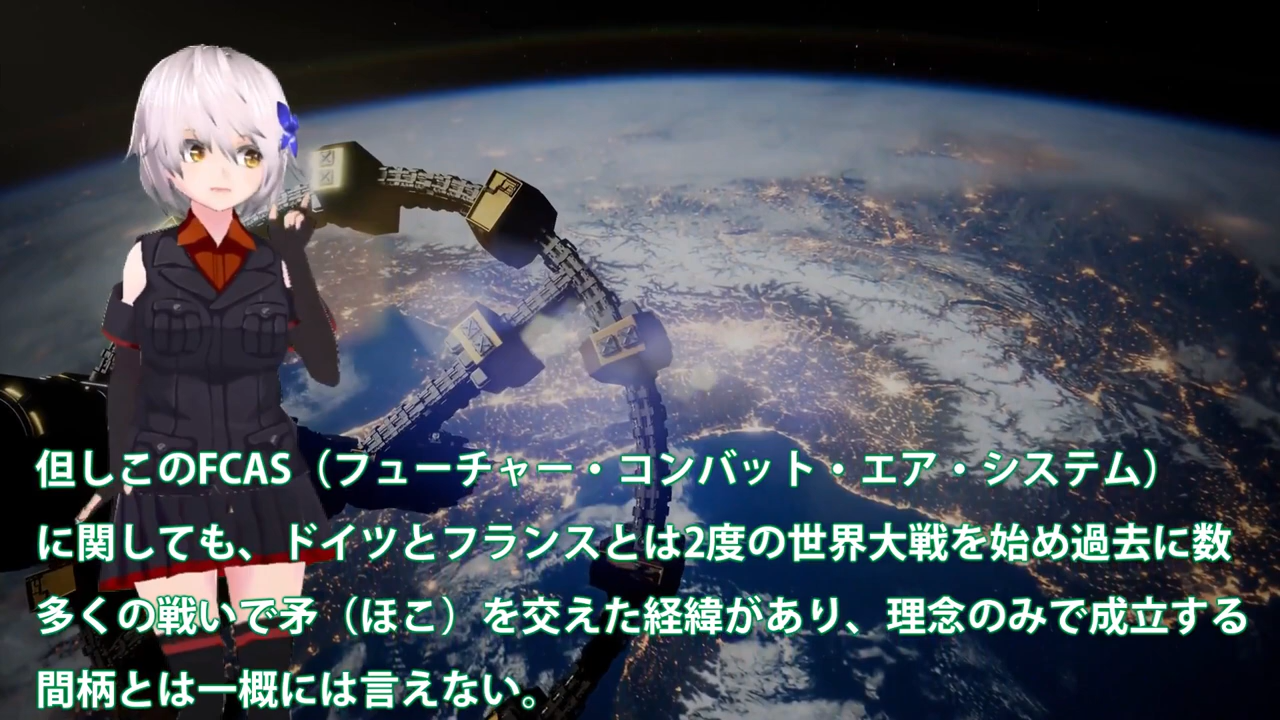 但しこのFCAS（フューチャー・コンバット・エア・システム）
に関しても、ドイツとフランスとは2度の世界大戦を始め過去に数
多くの戦いで矛（ほこ）を交えた経緯があり、理念のみで成立する
間柄とは一概には言えない。